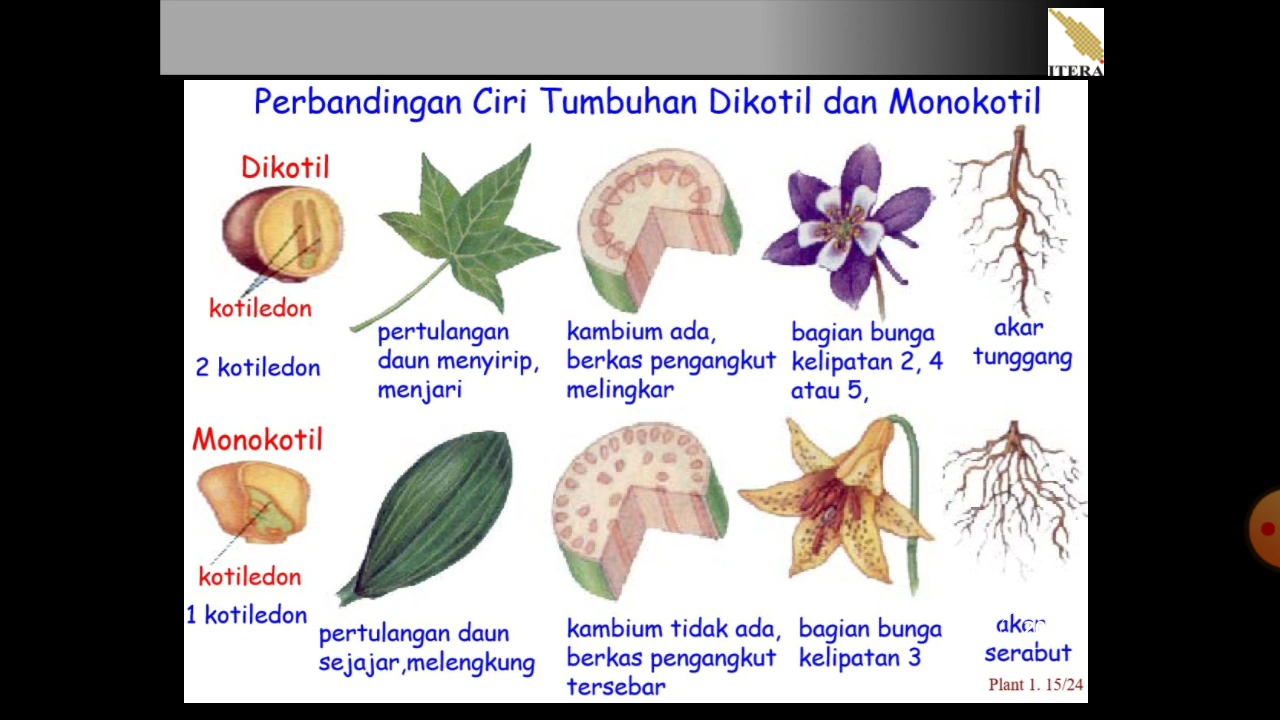 ITERA
Perbandingan Ciri Tumbuhan Dikotil dan Monokotil
Dikotil
kotiledon
2 kotiledon
pertulangan
daun menyirip,
menjari
kambium ada,
berkas pengangkut
melingkar
bagian bunga
kelipatan 2, 4
atau 5,
akar
tunggang
Monokotil
kotiledon
1 kotiledon
pertulangan daun
sejajar,melengkung
kambium tidak ada,
berkas pengangkut
tersebar
bagian bunga
kelipatan 3
akar
serabut
Plant 1. 15/24